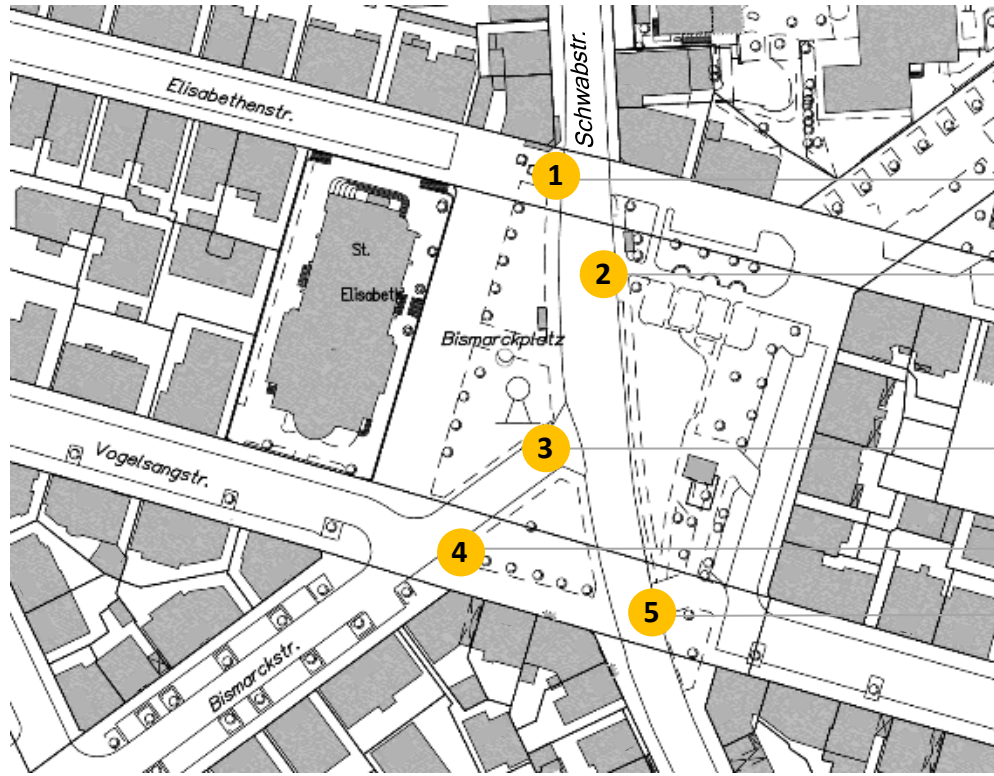 Schwabstr.
Elisabethenstr.
1
St.
Elisabeth
2
Bismarckplatz
3
Vogelsangstr.
4
5
Bismarckstr.